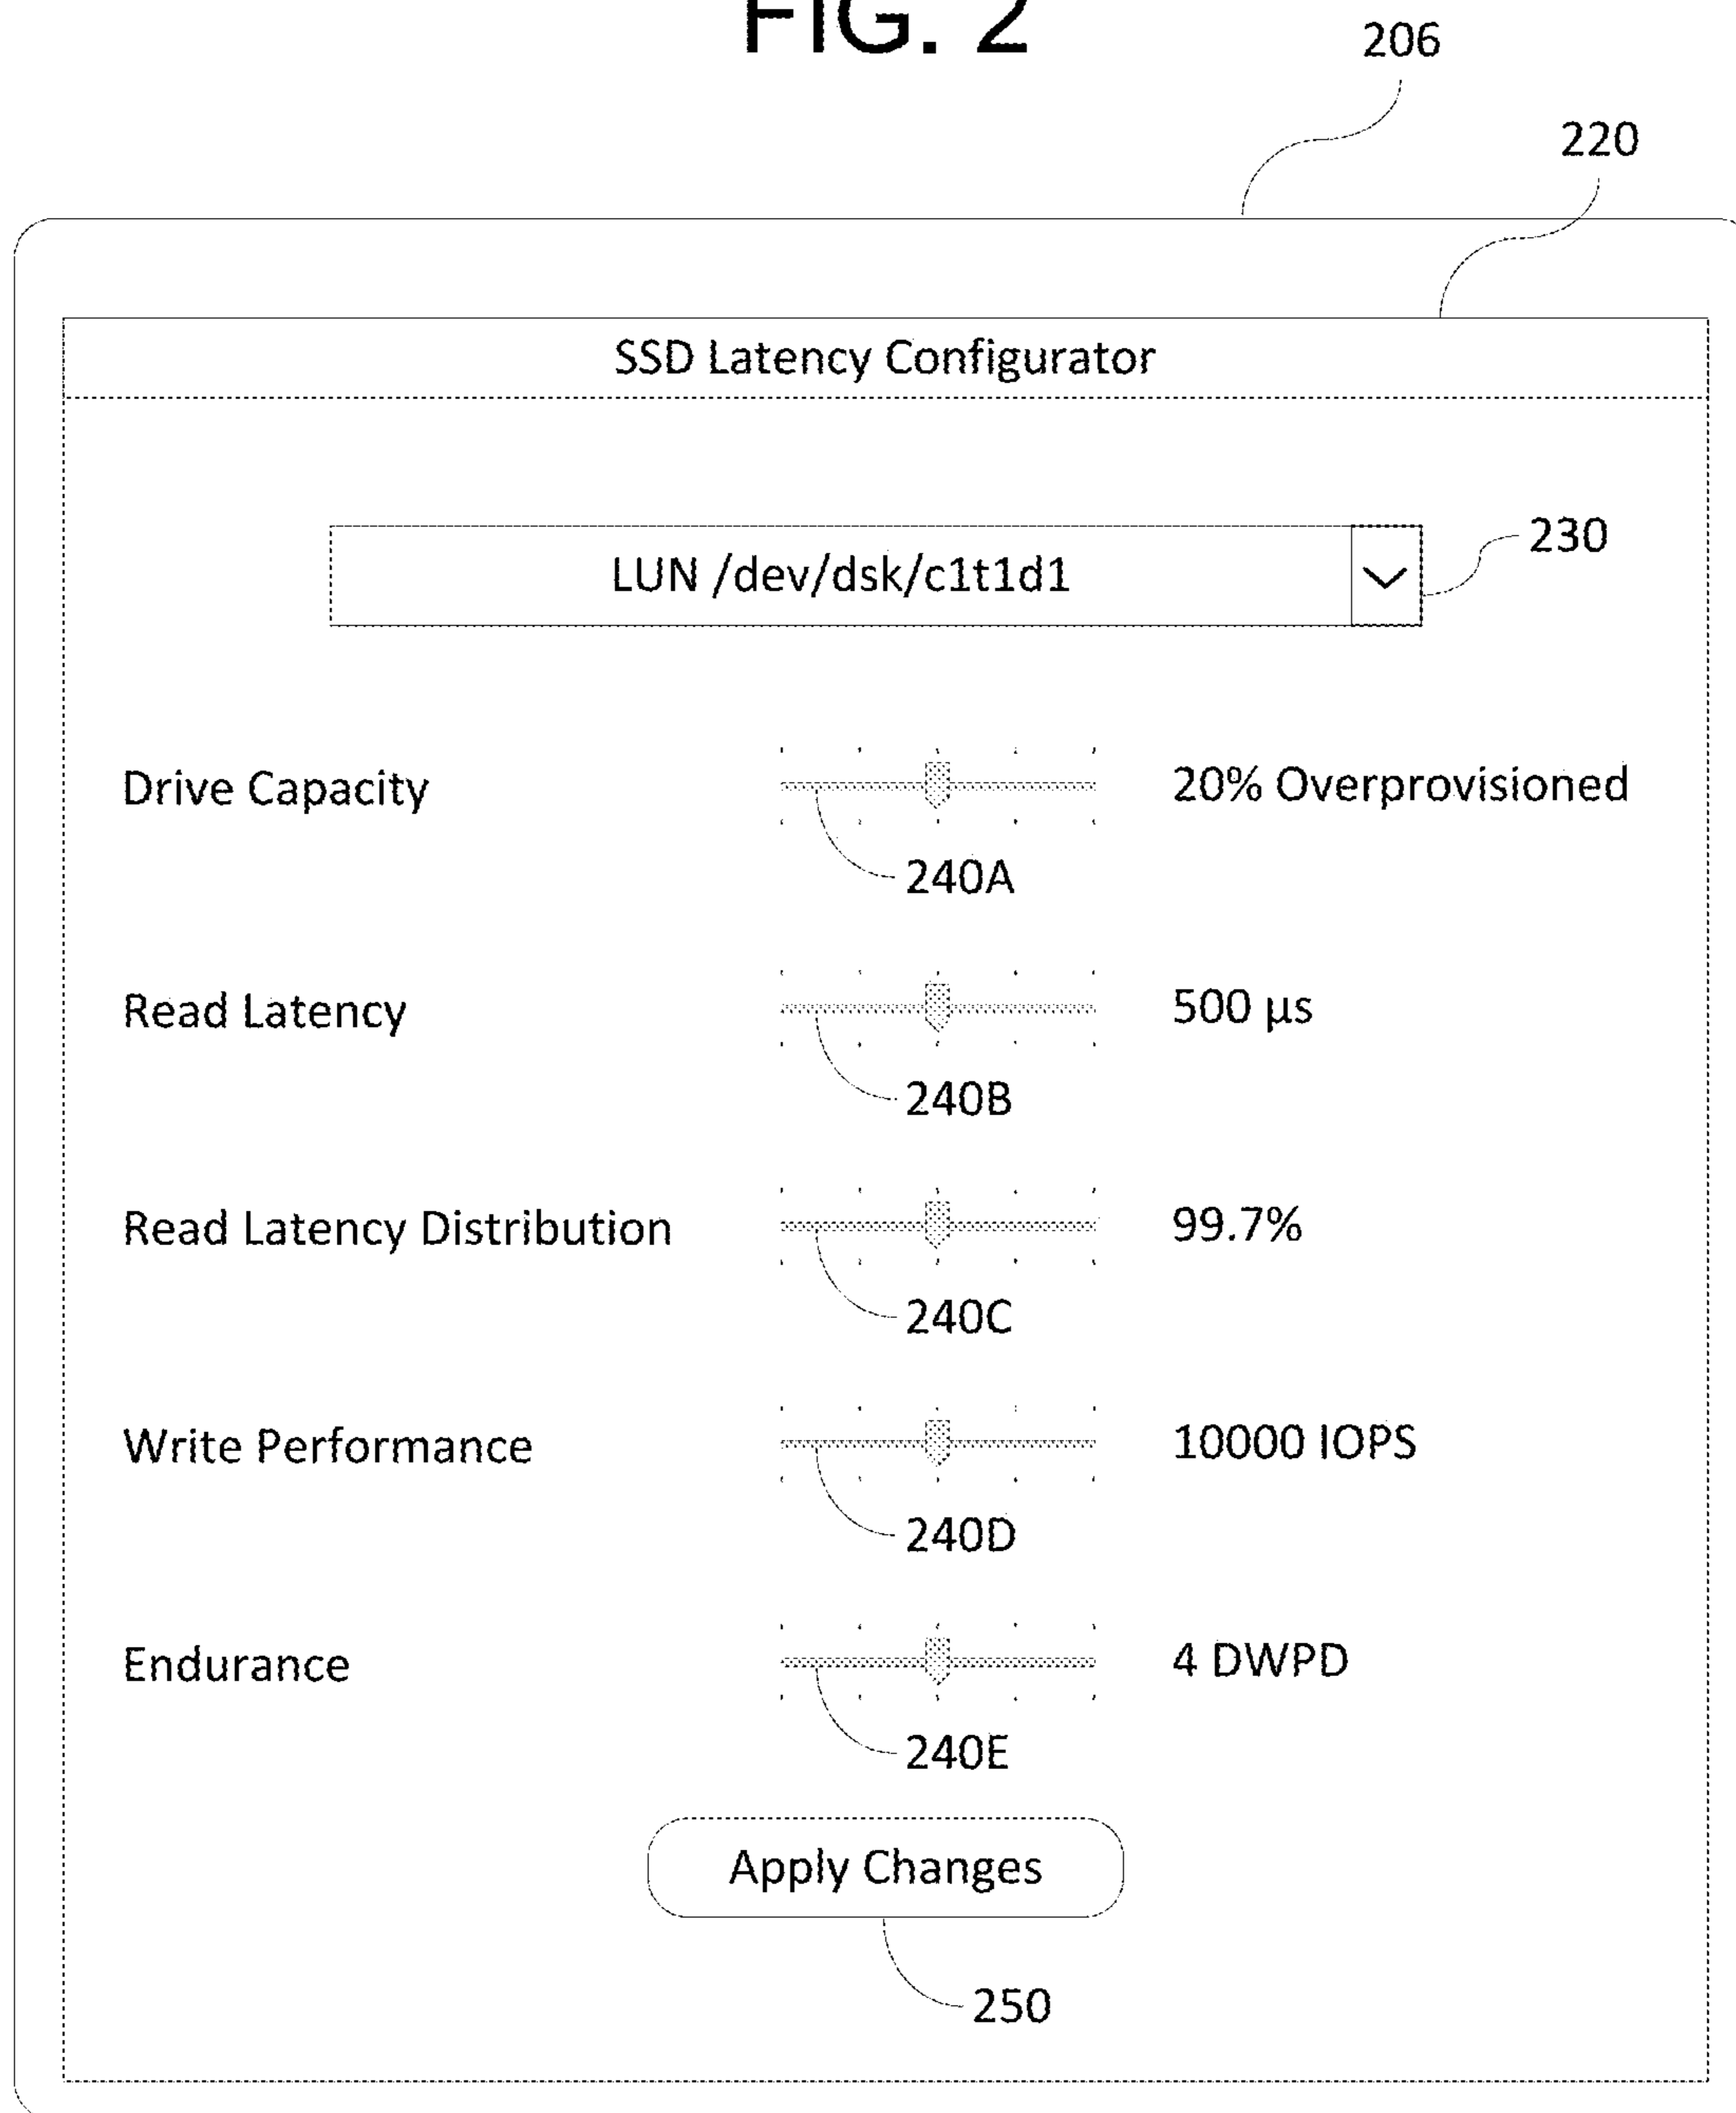 FIG. 2
206
220
SSD Latency Configurator
LUN /dev/dsk/c1t1d1
230
Drive Capacity
20% Overprovisioned
240A
Read Latency
500 µs
240B
Read Latency Distribution
99.7%
240C
Write Performance
10000 IOPS
240D
Endurance
4 DWPD
240E
Apply Changes
250